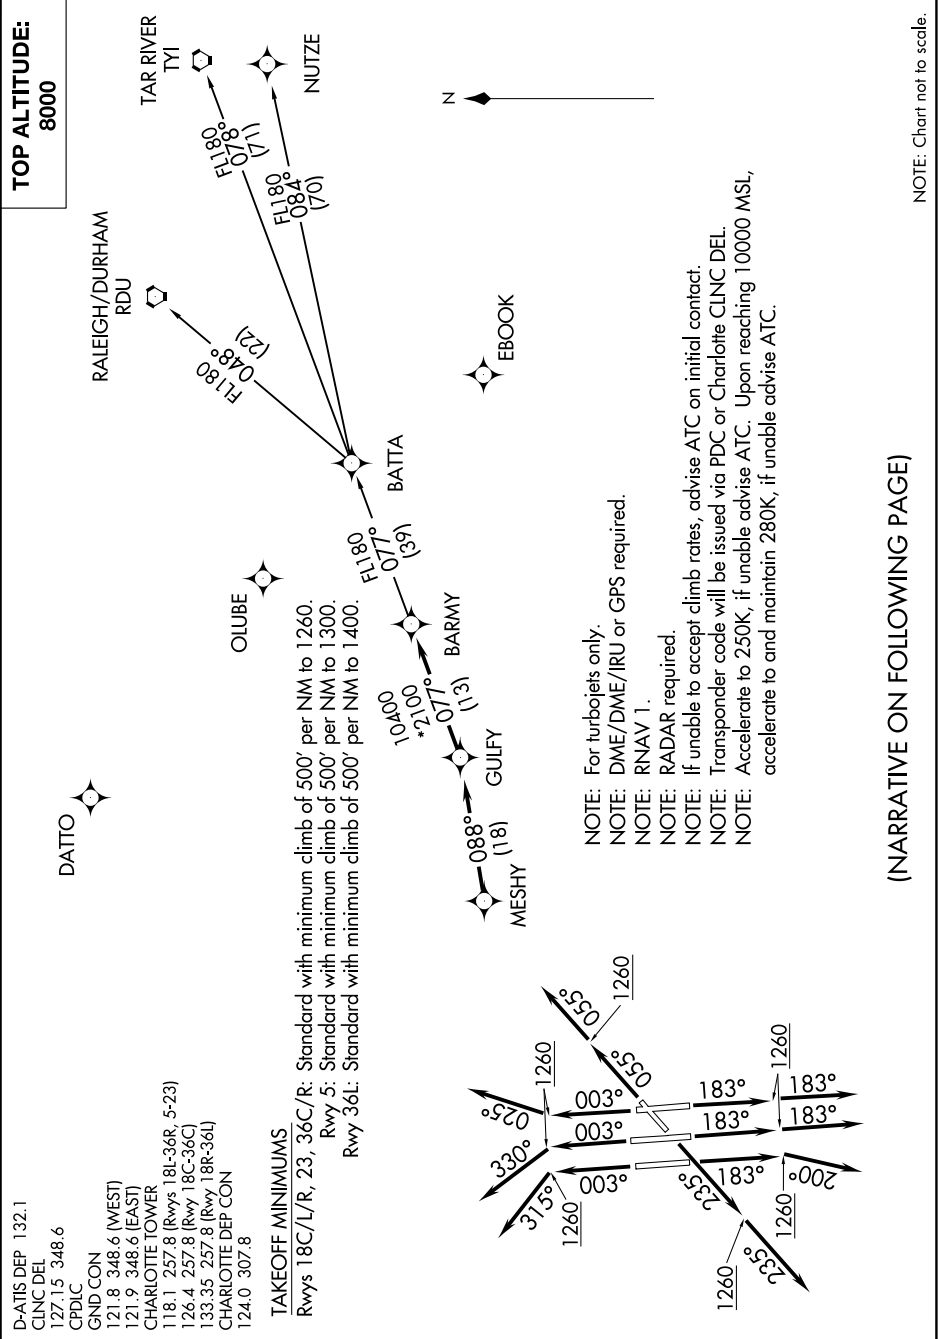 TOP ALTITUDE:
8000
D-ATIS DEP 132.1
CLNC DEL
127.15 348.6
CPDLC
GND CON
121.8 348.6 (WEST)
121.9 348.6 (EAST)
CHARLOTTE TOWER
118.1 257.8 (Rwys 18L-36R, 5-23)
126.4 257.8 (Rwy 18C-36C)
133.35 257.8 (Rwy 18R-36L)
CHARLOTTE DEP CON
124.0 307.8
TAKEOFF MINIMUMS
Rwys 18C/L/R, 23, 36C/R: Standard with minimum climb of 500' per NM to 1260.
Rwy 5: Standard with minimum climb of 500' per NM to 1300.
Rwy 36L: Standard with minimum climb of 500' per NM to 1400.
DATTO
OLUBE
RALEIGH/DURHAM
RDU
TAR RIVER
TYI
NUTZE
FL180
048°
(22)
FL180
078°
(71)
FL180
084°
(70)
BATTA
FL180
077°
(39)
BARMY
10400
*2100
077°
(13)
GULFY
088°
(18)
MESHY
EBOOK
N
315°
330°
025°
1260
1260
003°
003°
003°
055°
055°
1260
183°
183°
183°
235°
235°
1260
1260
200°
1260
183°
183°
NOTE: For turbojets only.
NOTE: DME/DME/IRU or GPS required.
NOTE: RNAV 1.
NOTE: RADAR required.
NOTE: If unable to accept climb rates, advise ATC on initial contact.
NOTE: Transponder code will be issued via PDC or Charlotte CLNC DEL.
NOTE: Accelerate to 250K, if unable advise ATC. Upon reaching 10000 MSL,
accelerate to and maintain 280K, if unable advise ATC.
(NARRATIVE ON FOLLOWING PAGE)
NOTE: Chart not to scale.